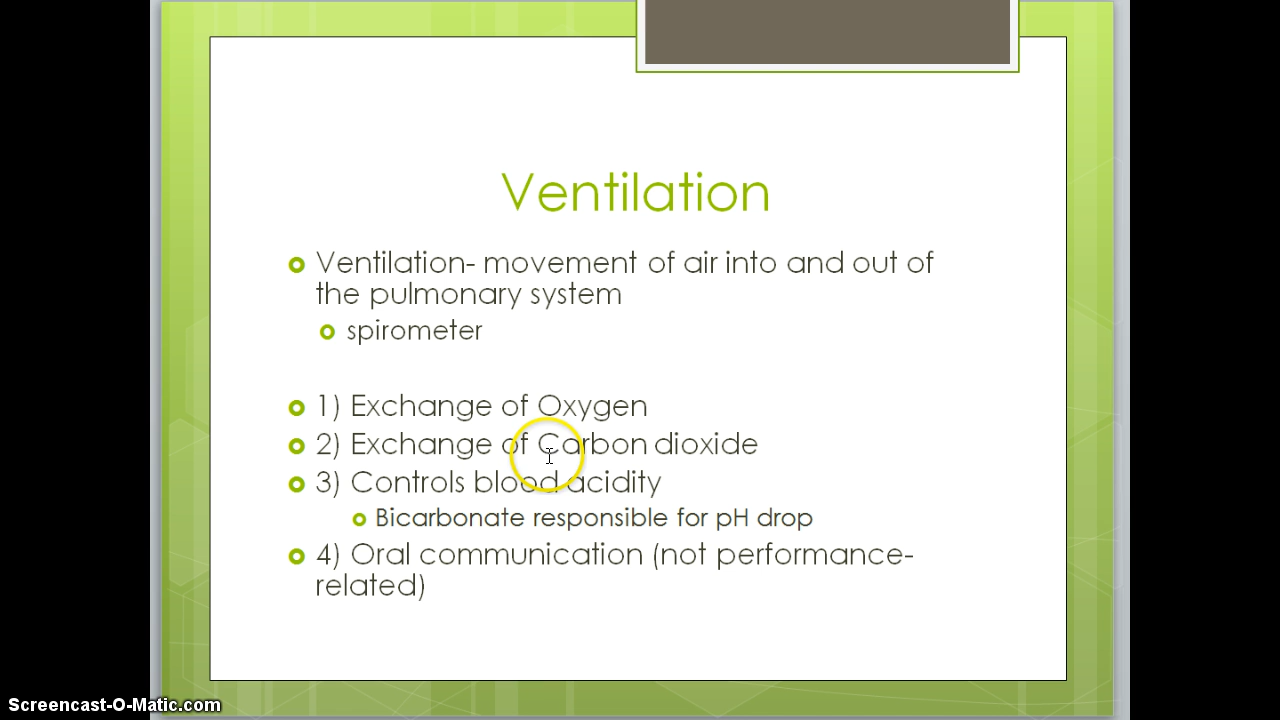 Ventilation
Ventilation- movement of air into and out of
the pulmonary system
spirometer
1) Exchange of Oxygen
2) Exchange of Carbon dioxide
3) Controls blood acidity
Bicarbonate responsible for pH drop
4) Oral communication (not performance-
related)
Screencast-O-Matic.com